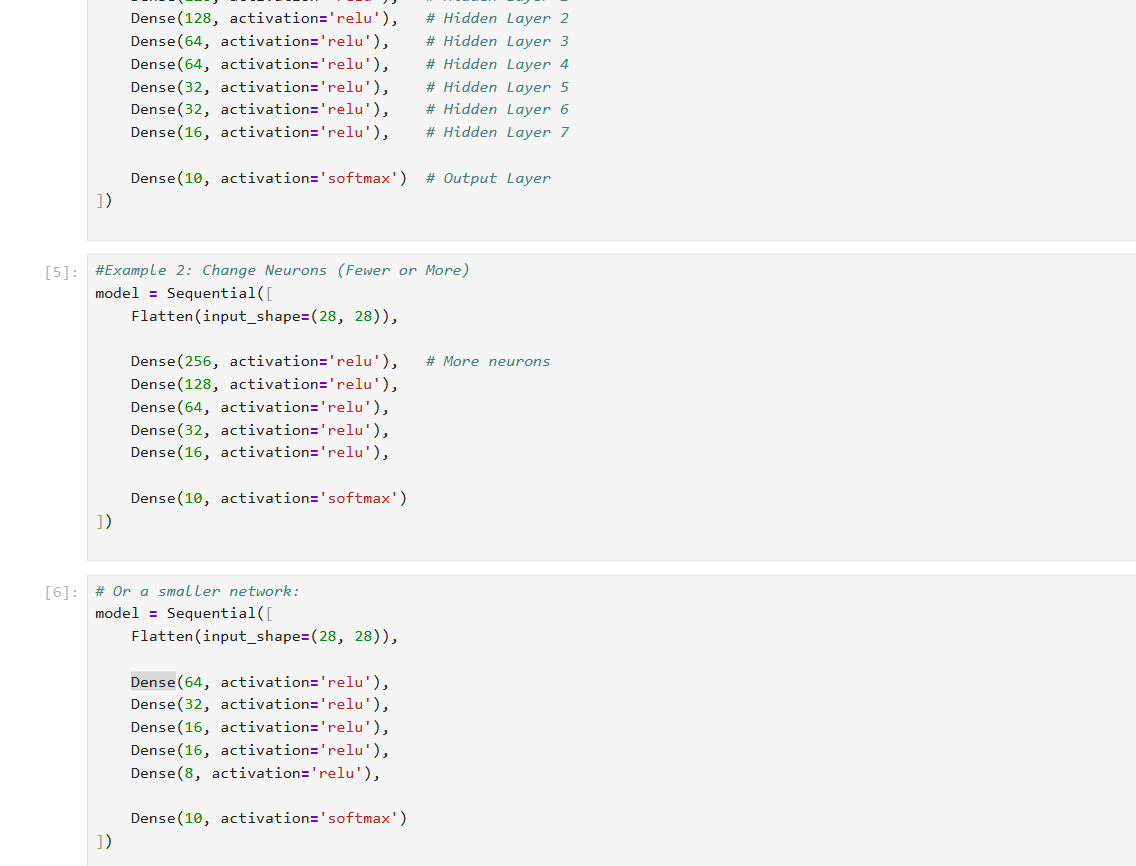 Dense(128, activation='relu'),   # Hidden Layer 2
    Dense(64, activation='relu'),    # Hidden Layer 3
    Dense(64, activation='relu'),    # Hidden Layer 4
    Dense(32, activation='relu'),    # Hidden Layer 5
    Dense(32, activation='relu'),    # Hidden Layer 6
    Dense(16, activation='relu'),    # Hidden Layer 7
    Dense(10, activation='softmax')  # Output Layer
])
[5]:
#Example 2: Change Neurons (Fewer or More)
model = Sequential([
    Flatten(input_shape=(28, 28)),
    Dense(256, activation='relu'),   # More neurons
    Dense(128, activation='relu'),
    Dense(64, activation='relu'),
    Dense(32, activation='relu'),
    Dense(16, activation='relu'),
    Dense(10, activation='softmax')
])
[6]:
# Or a smaller network:
model = Sequential([
    Flatten(input_shape=(28, 28)),
    Dense(64, activation='relu'),
    Dense(32, activation='relu'),
    Dense(16, activation='relu'),
    Dense(16, activation='relu'),
    Dense(8, activation='relu'),
    Dense(10, activation='softmax')
])